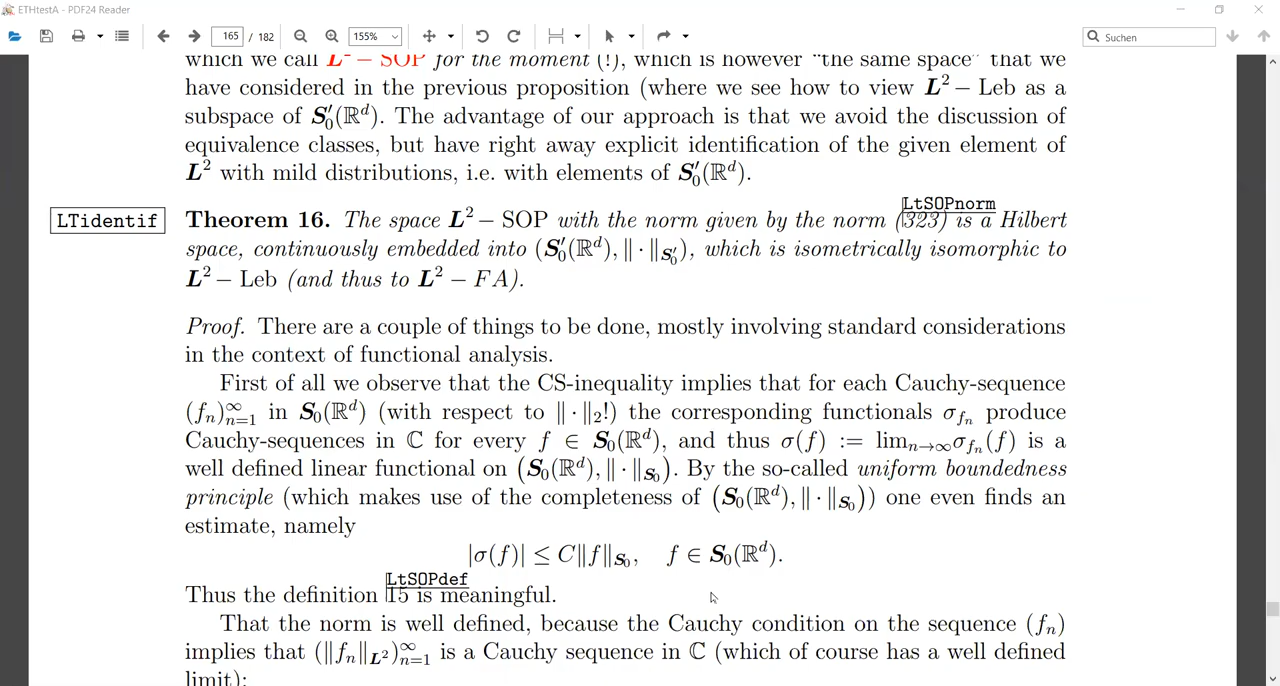 ETHtestA - PDF24 Reader
165 / 182
155%
Suchen
which we call L² − SOP for the moment (!), which is however "the same space" that we
have considered in the previous proposition (where we see how to view L² − Leb as a
subspace of S₀′(ℝᵈ). The advantage of our approach is that we avoid the discussion of
equivalence classes, but have right away explicit identification of the given element of
L² with mild distributions, i.e. with elements of S₀′(ℝᵈ).
LtSOPnorm
LTidentif
Theorem 16. The space L² − SOP with the norm given by the norm (323) is a Hilbert
space, continuously embedded into (S₀′(ℝᵈ), ‖ · ‖S₀′), which is isometrically isomorphic to
L² − Leb (and thus to L² − FA).
Proof. There are a couple of things to be done, mostly involving standard considerations
in the context of functional analysis.
First of all we observe that the CS-inequality implies that for each Cauchy-sequence
(fₙ)ₙ₌₁^∞ in S₀(ℝᵈ) (with respect to ‖ · ‖₂!) the corresponding functionals σ_fₙ produce
Cauchy-sequences in ℂ for every f ∈ S₀(ℝᵈ), and thus σ(f) := limₙ→∞σ_fₙ(f) is a
well defined linear functional on (S₀(ℝᵈ), ‖ · ‖S₀). By the so-called uniform boundedness
principle (which makes use of the completeness of (S₀(ℝᵈ), ‖ · ‖S₀)) one even finds an
estimate, namely
|σ(f)| ≤ C‖f‖S₀, f ∈ S₀(ℝᵈ).
LtSOPdef
Thus the definition 15 is meaningful.
That the norm is well defined, because the Cauchy condition on the sequence (fₙ)
implies that (‖fₙ‖L²)ₙ₌₁^∞ is a Cauchy sequence in ℂ (which of course has a well defined
limit):